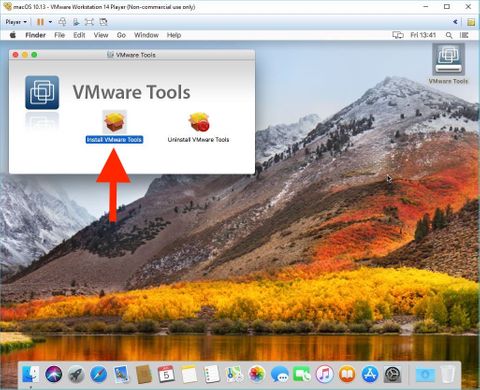 macOS 10.13 - VMware Workstation 14 Player (Non-commercial use only)
Player
Finder File Edit View Go Window Help Fri 13:41
VMware Tools
VMware Tools
Install VMware Tools Uninstall VMware Tools
VMware Tools
5